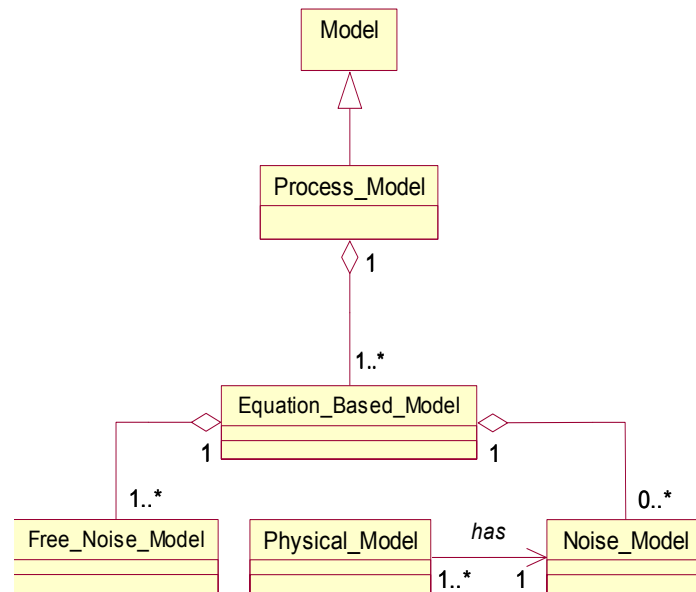 Model
Process_Model
1
1..*
Equation_Based_Model
1
1
1..*
0..*
Free_Noise_Model
Physical_Model
has
Noise_Model
1..*
1